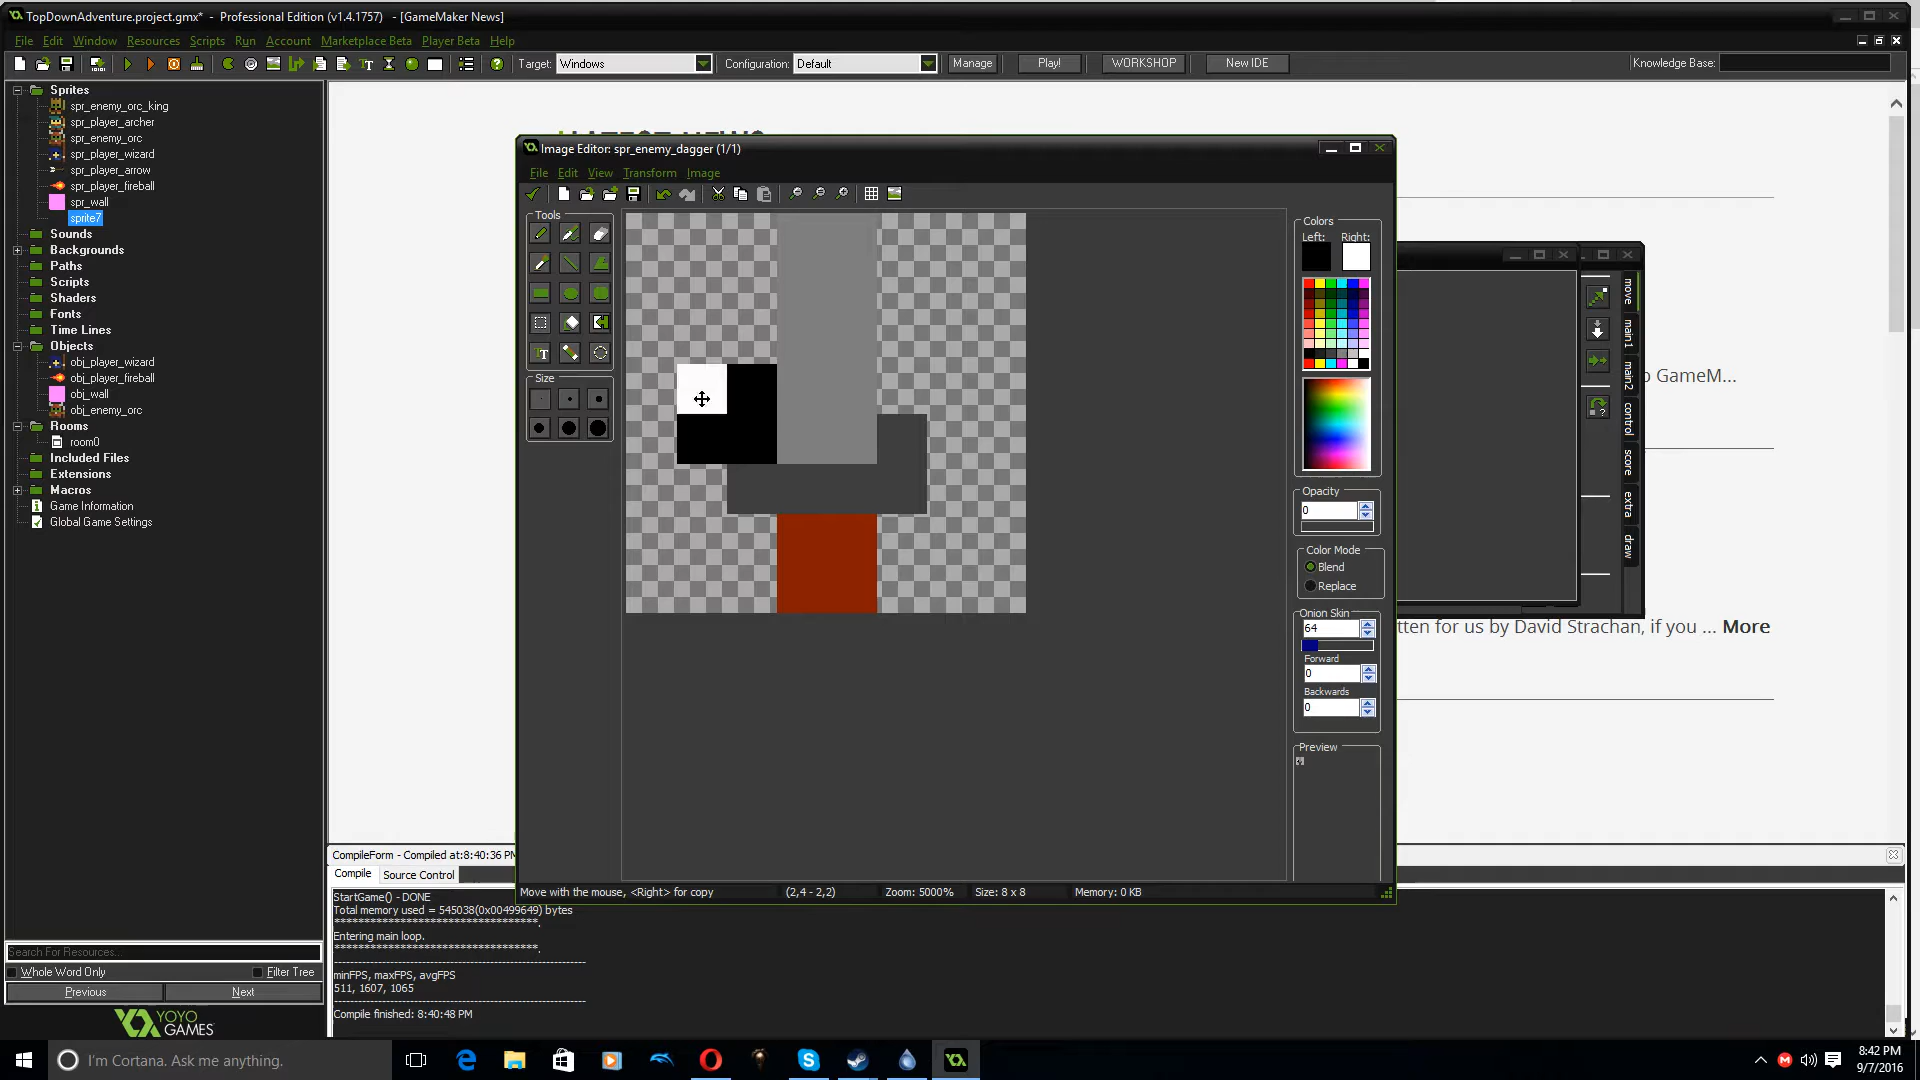 TopDownAdventure.project.gmx* - Professional Edition (v1.4.1757) - [GameMaker News]
File Edit Window Resources Scripts Run Account Marketplace Beta Player Beta Help
Target: Windows Configuration: Default Manage Play! WORKSHOP New IDE Knowledge Base:
Sprites
spr_enemy_orc_king
spr_player_archer
spr_enemy_orc
spr_player_wizard
spr_player_arrow
spr_player_fireball
spr_wall
sprite7
Sounds
Backgrounds
Paths
Scripts
Shaders
Fonts
Time Lines
Objects
obj_player_wizard
obj_player_fireball
obj_wall
obj_enemy_orc
Rooms
room0
Included Files
Extensions
Macros
Game Information
Global Game Settings
Search For Resources...
Whole Word Only Filter Tree
Previous Next
YOYO
GAMES
Image Editor: spr_enemy_dagger (1/1)
File Edit View Transform Image
Tools
Size
Colors
Left: Right:
Opacity
0
Color Mode
Blend
Replace
Onion Skin
64
Forward
0
Backwards
0
Preview
Move with the mouse, <Right> for copy (2,4 - 2,2) Zoom: 5000% Size: 8 x 8 Memory: 0 KB
move
main1
main2
control
score
extra
draw
o GameM...
tten for us by David Strachan, if you ... More
CompileForm - Compiled at:8:40:36 PM
Compile Source Control
StartGame() - DONE
Total memory used = 545038(0x00499649) bytes
**********************************.
Entering main loop.
**********************************.
minFPS, maxFPS, avgFPS
511, 1607, 1065
Compile finished: 8:40:48 PM
I'm Cortana. Ask me anything.
8:42 PM
9/7/2016